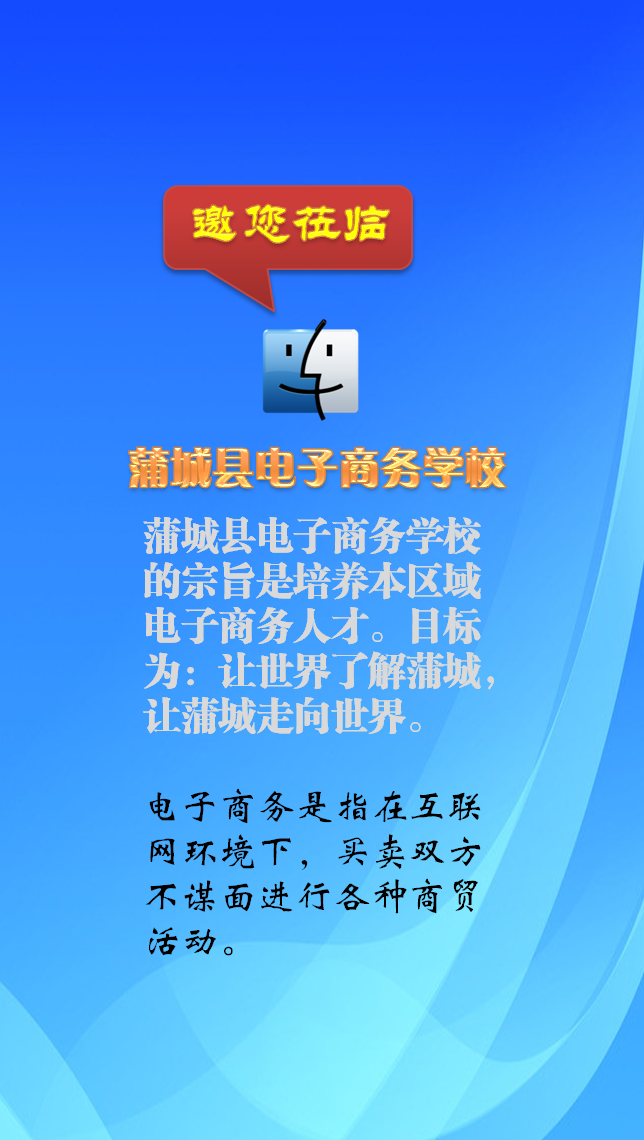 邀您莅临
蒲城县电子商务学校
蒲城县电子商务学校
的宗旨是培养本区域
电子商务人才。目标
为：让世界了解蒲城，
让蒲城走向世界。
电子商务是指在互联
网环境下，买卖双方
不谋面进行各种商贸
活动。